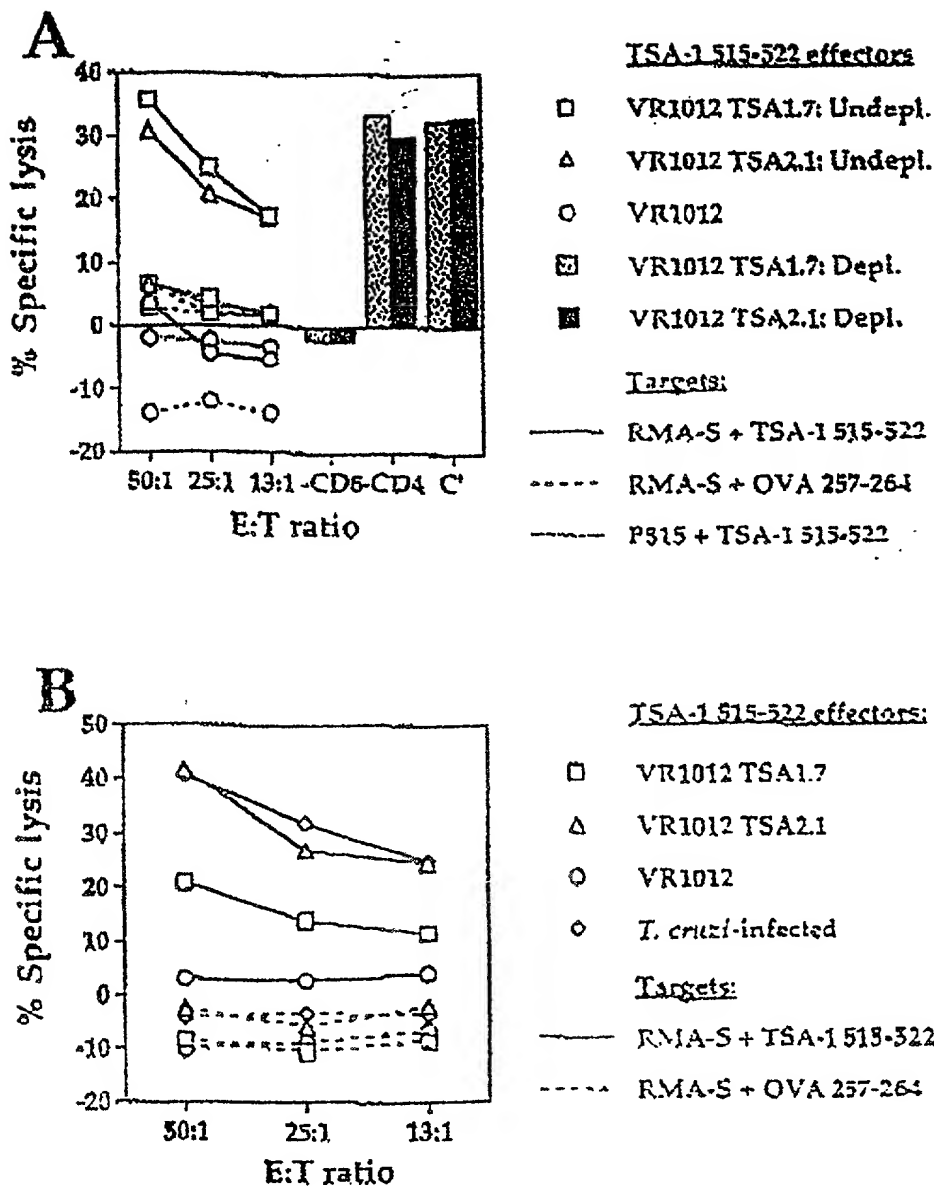 A
TSA-1 515-522 effectors
VR1012 TSA1.7: Undepl.
VR1012 TSA2.1: Undepl.
VR1012
VR1012 TSA1.7: Depl.
VR1012 TSA2.1: Depl.
Targets:
RMA-S + TSA-1 515-522
RMA-S + OVA 257-264
P815 + TSA-1 515-522
% Specific lysis
40
30
20
10
0
-10
-20
50:1 25:1 13:1 -CD8 -CD4 C'
E:T ratio
B
TSA-1 515-522 effectors:
VR1012 TSA1.7
VR1012 TSA2.1
VR1012
T. cruzi-infected
Targets:
RMA-S + TSA-1 515-522
RMA-S + OVA 257-264
% Specific lysis
50
40
30
20
10
0
-10
-20
50:1 25:1 13:1
E:T ratio